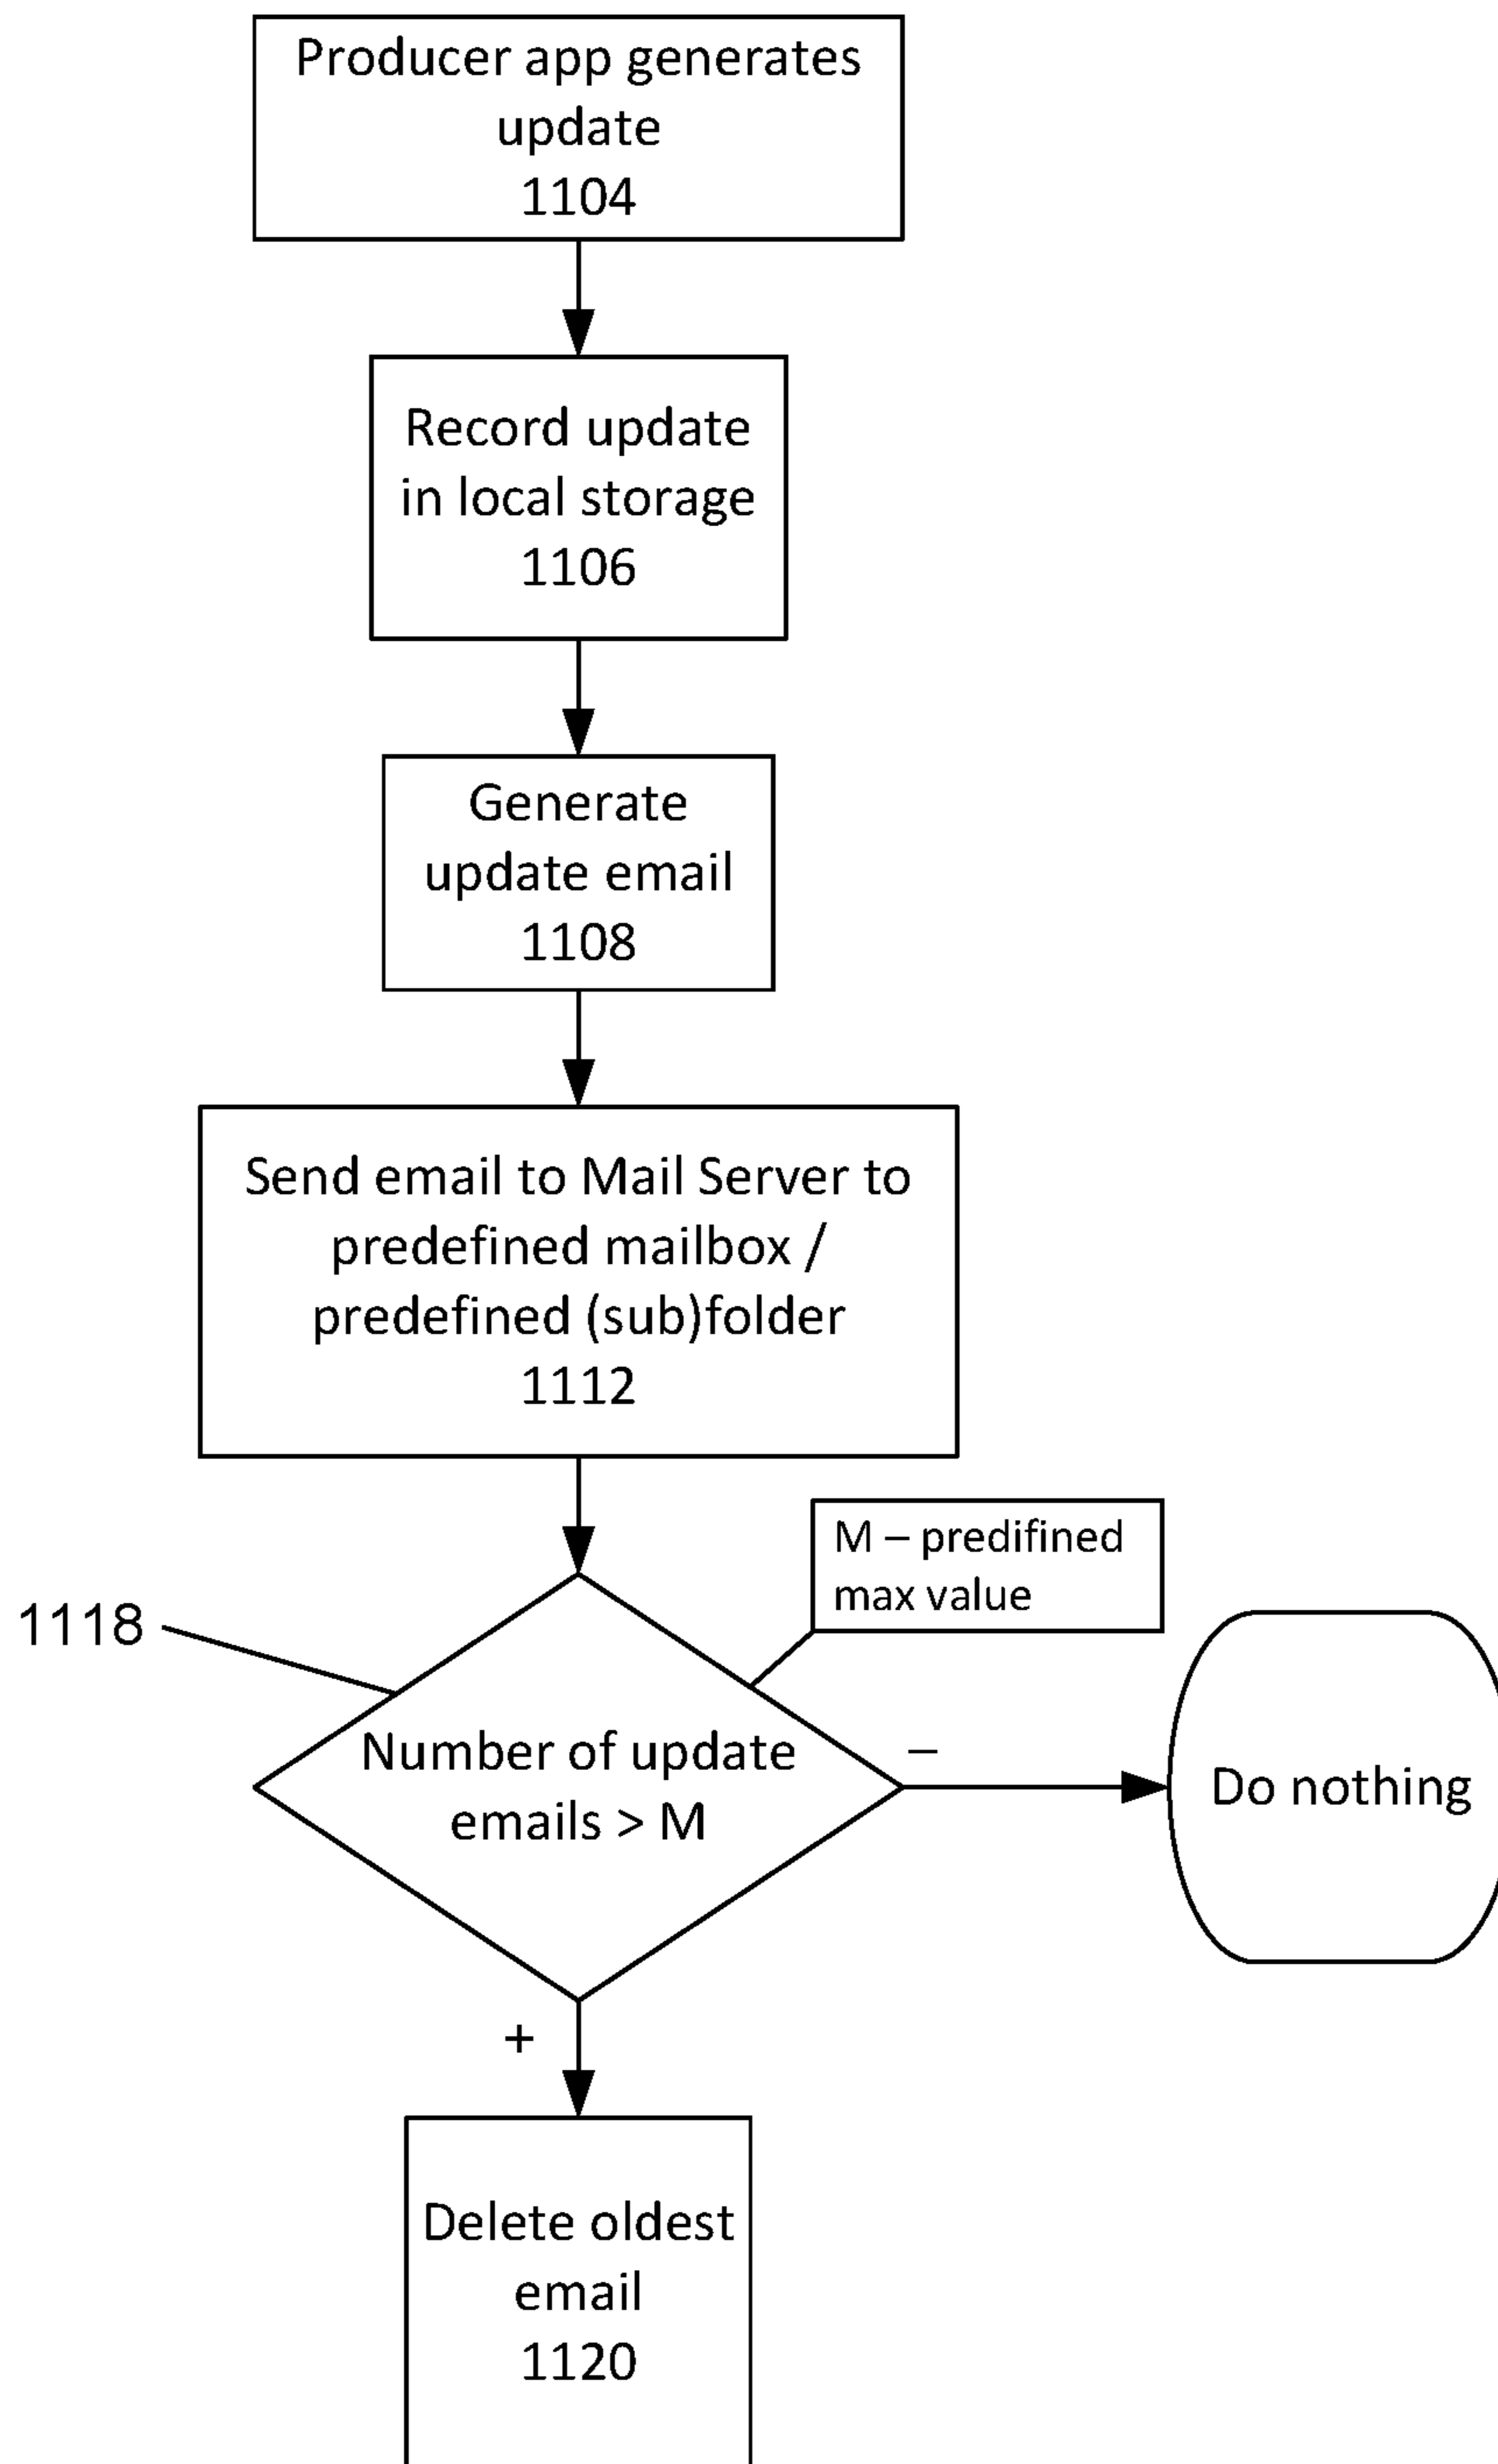 Producer app generates
update
1104
Record update
in local storage
1106
Generate
update email
1108
Send email to Mail Server to
predefined mailbox /
predefined (sub)folder
1112
M – predifined
max value
1118
Number of update
emails > M
–
Do nothing
+
Delete oldest
email
1120